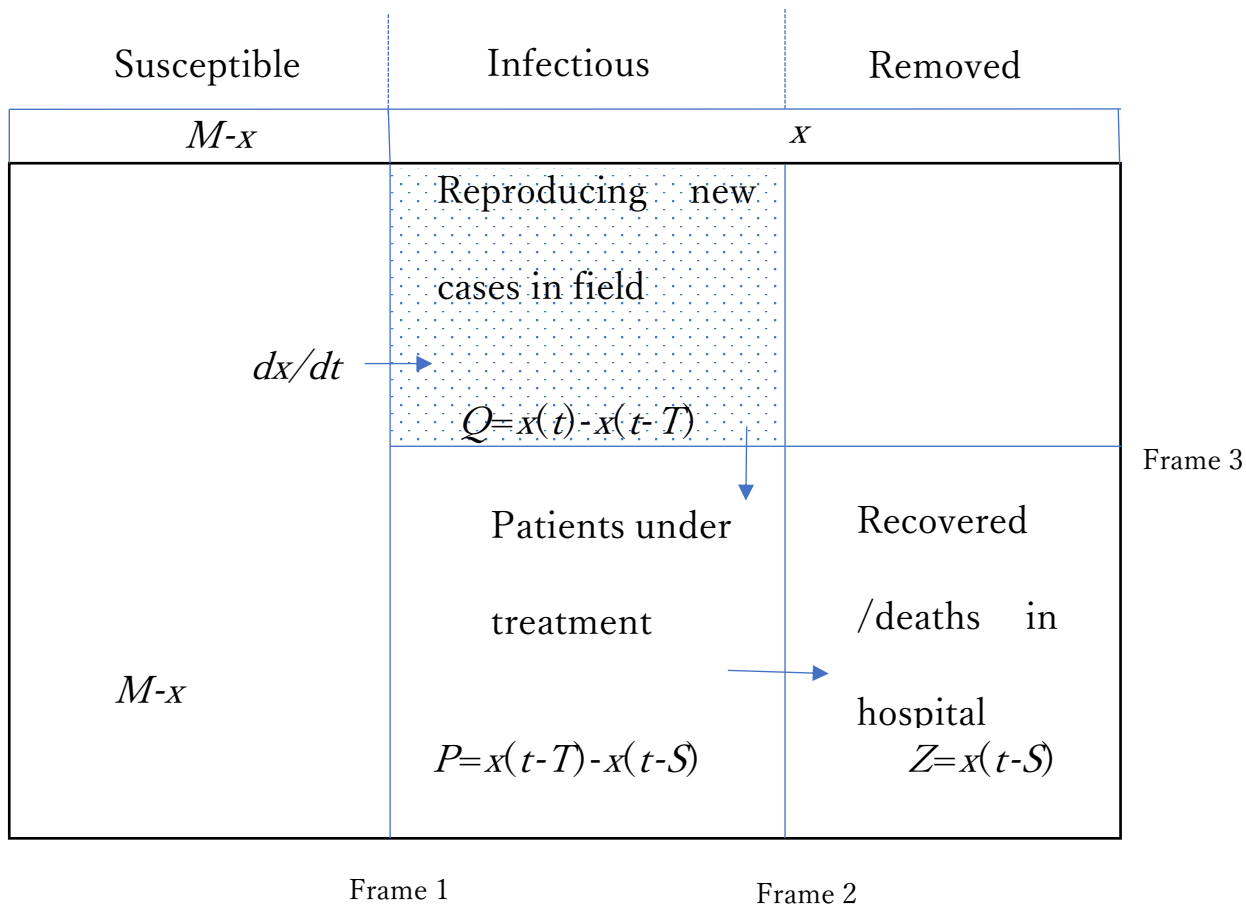 Susceptible
Infectious
Removed
M-x
x
Reproducing new
cases in field
dx/dt
Q=x(t)-x(t-T)
Frame 3
Patients under
treatment
Recovered
/deaths in
hospital
M-x
P=x(t-T)-x(t-S)
Z=x(t-S)
Frame 1
Frame 2